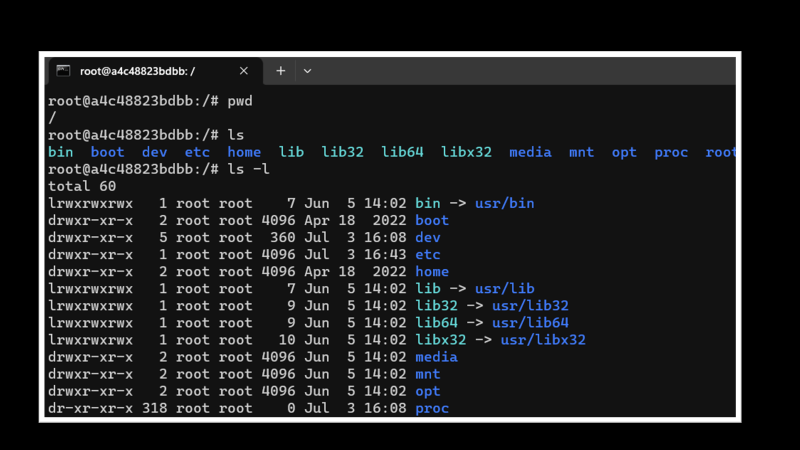 root@a4c48823bdbb: /
root@a4c48823bdbb:/# pwd
/
root@a4c48823bdbb:/# ls
bin boot dev etc home lib lib32 lib64 libx32 media mnt opt proc root
root@a4c48823bdbb:/# ls -l
total 60
lrwxrwxrwx 1 root root 7 Jun 5 14:02 bin -> usr/bin
drwxr-xr-x 2 root root 4096 Apr 18 2022 boot
drwxr-xr-x 5 root root 360 Jul 3 16:08 dev
drwxr-xr-x 1 root root 4096 Jul 3 16:43 etc
drwxr-xr-x 2 root root 4096 Apr 18 2022 home
lrwxrwxrwx 1 root root 7 Jun 5 14:02 lib -> usr/lib
lrwxrwxrwx 1 root root 9 Jun 5 14:02 lib32 -> usr/lib32
lrwxrwxrwx 1 root root 9 Jun 5 14:02 lib64 -> usr/lib64
lrwxrwxrwx 1 root root 10 Jun 5 14:02 libx32 -> usr/libx32
drwxr-xr-x 2 root root 4096 Jun 5 14:02 media
drwxr-xr-x 2 root root 4096 Jun 5 14:02 mnt
drwxr-xr-x 2 root root 4096 Jun 5 14:02 opt
dr-xr-xr-x 318 root root 0 Jul 3 16:08 proc